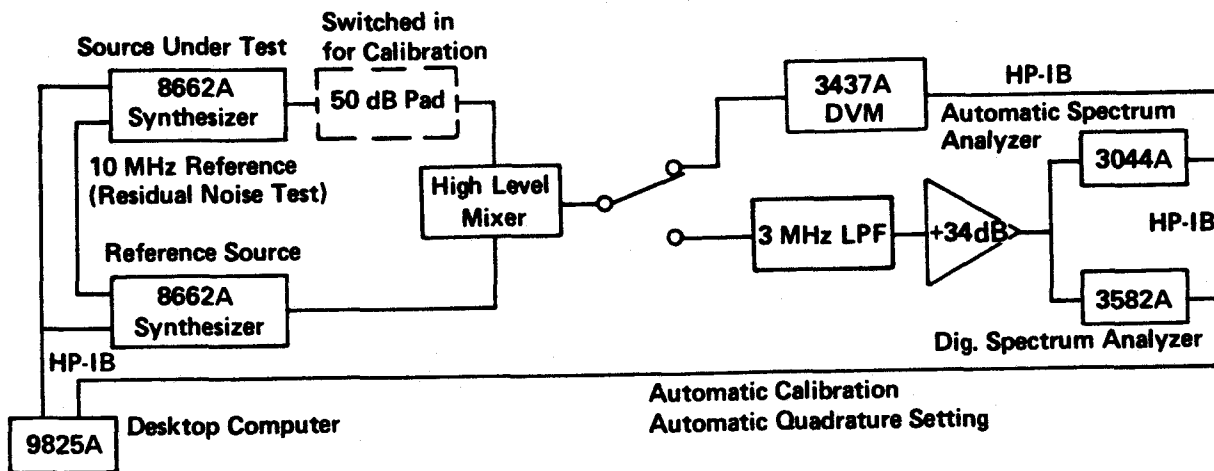 Switched in
for Calibration
Source Under Test
8662A
Synthesizer
50 dB Pad
10 MHz Reference
(Residual Noise Test)
High Level
Mixer
Reference Source
8662A
Synthesizer
HP-IB
9825A
Desktop Computer
3437A
DVM
HP-IB
Automatic Spectrum
Analyzer
3044A
3 MHz LPF
+34dB
HP-IB
3582A
Dig. Spectrum Analyzer
Automatic Calibration
Automatic Quadrature Setting